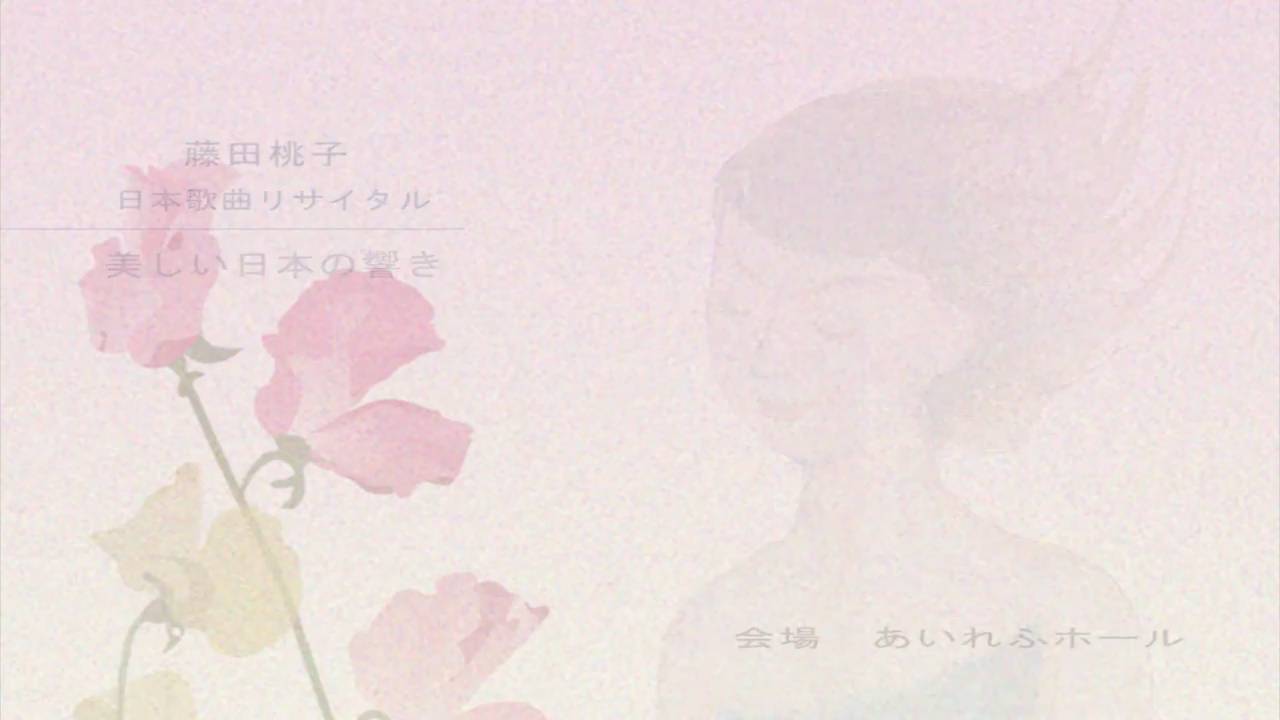 藤田桃子
日本歌曲リサイタル
美しい日本の響き
会場　あいれふホール